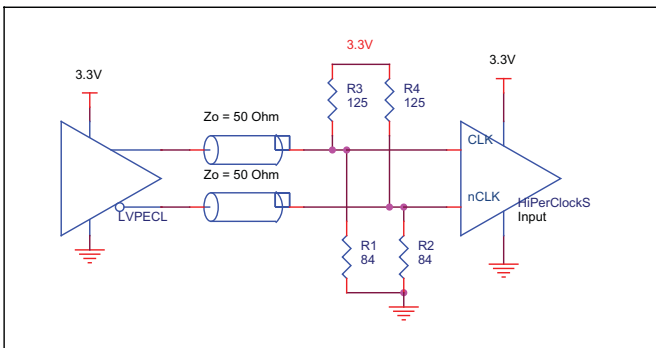 3.3V
3.3V
3.3V
R3
125
R4
125
Zo = 50 Ohm
CLK
Zo = 50 Ohm
nCLK
LVPECL
HiPerClockS
Input
R1
84
R2
84